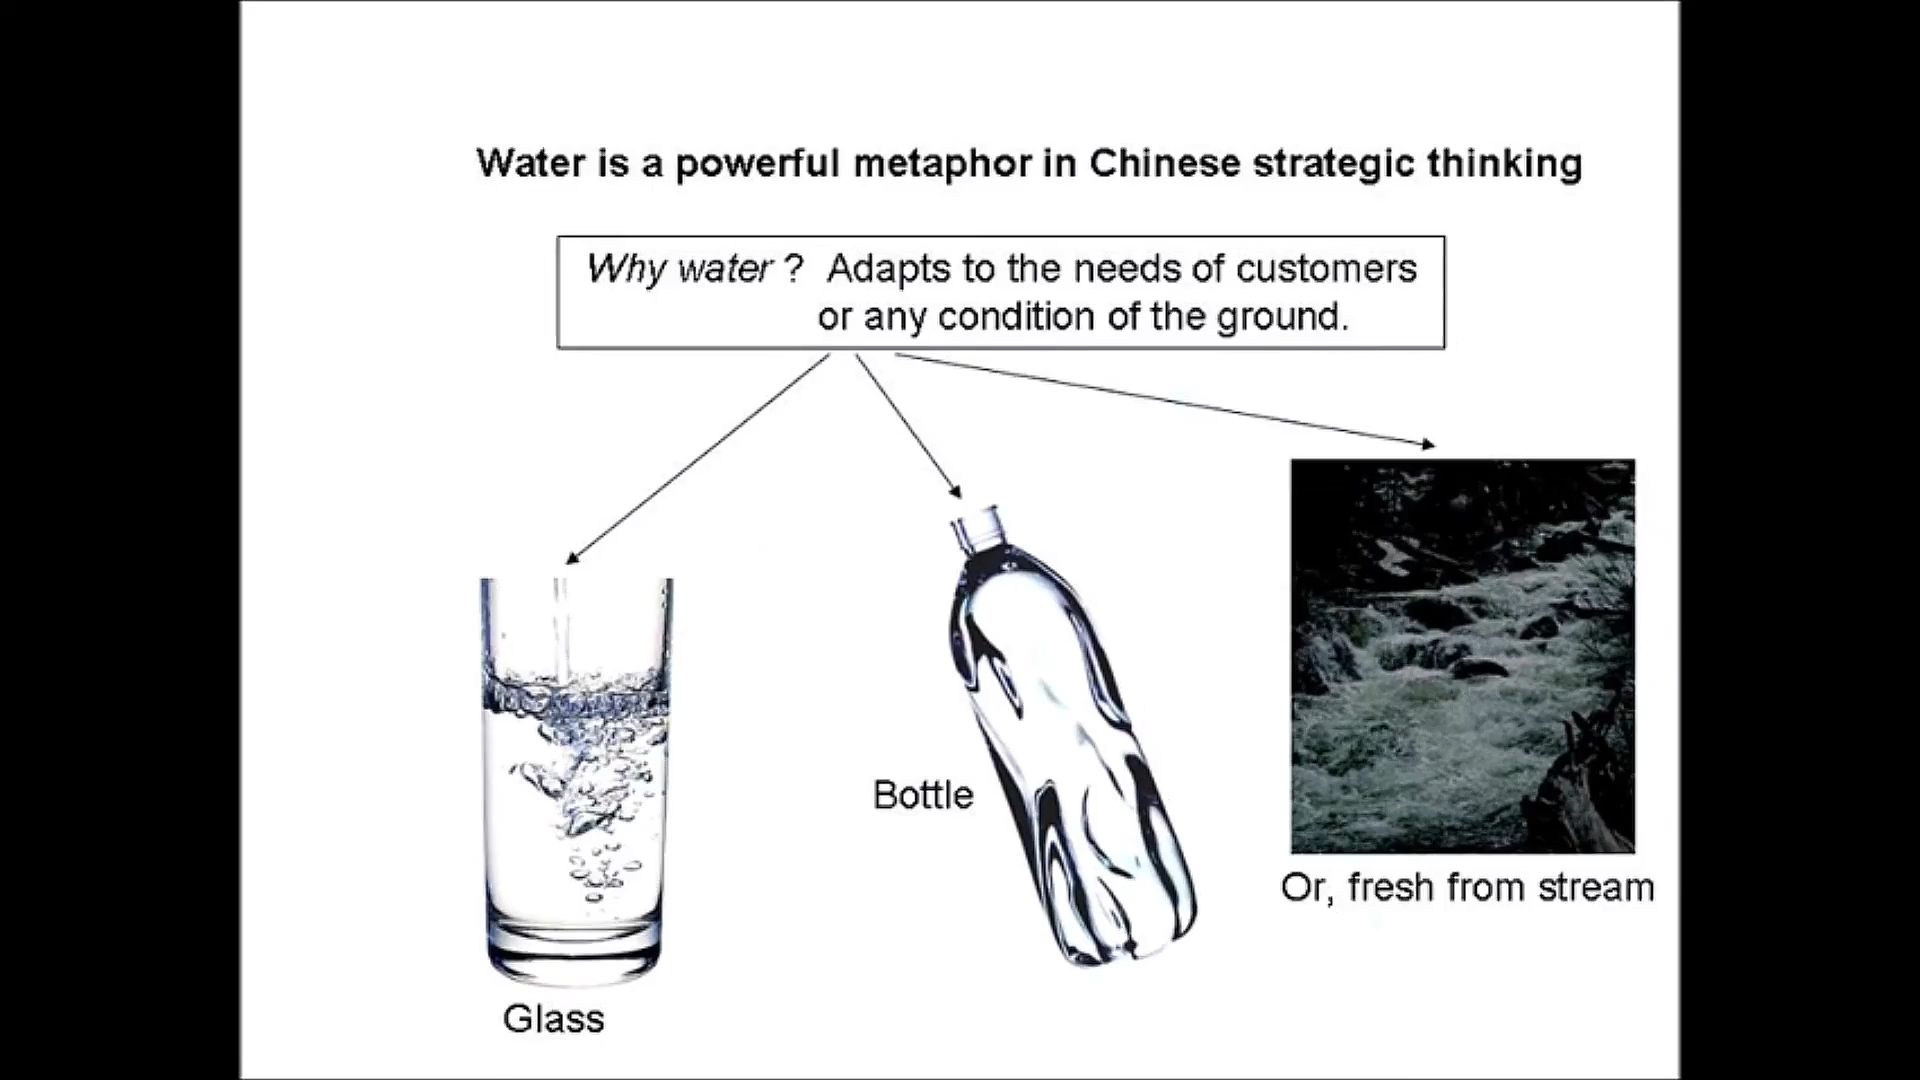 Water is a powerful metaphor in Chinese strategic thinking
Why water ? Adapts to the needs of customers
or any condition of the ground.
Bottle
Or, fresh from stream
Glass